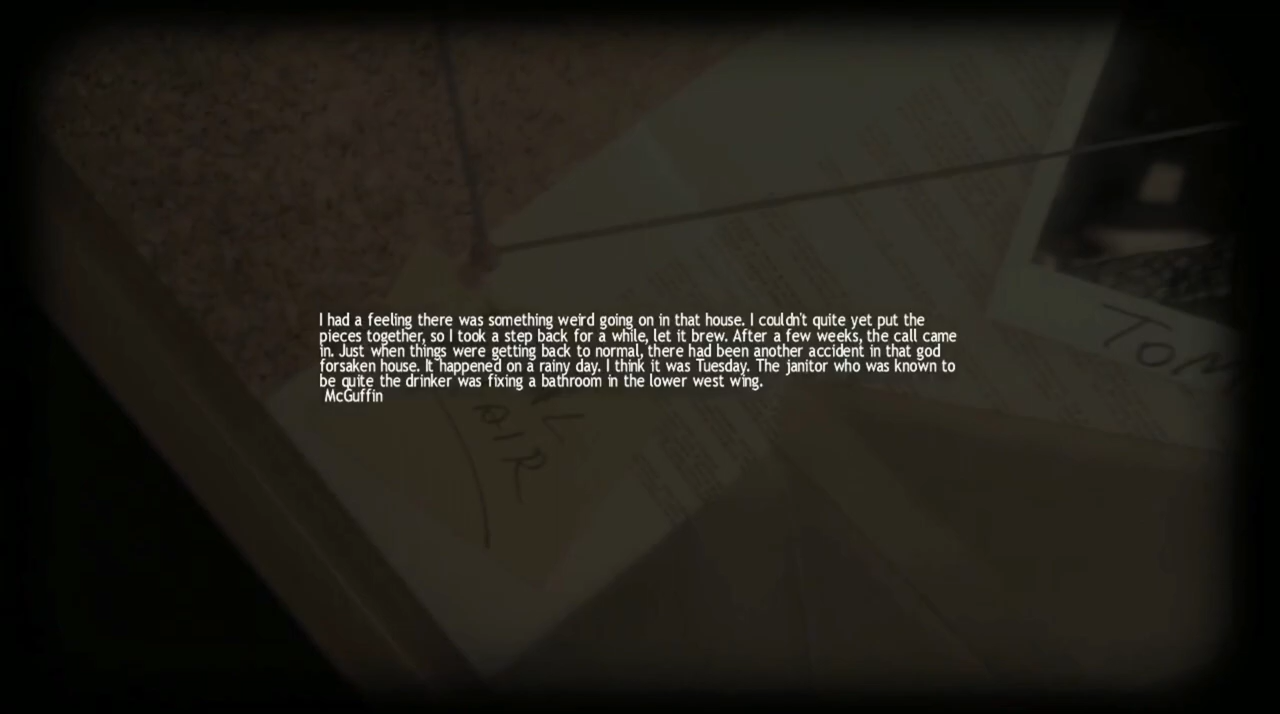 I had a feeling there was something weird going on in that house. I couldn't quite yet put the
pieces together, so I took a step back for a while, let it brew. After a few weeks, the call came
in. Just when things were getting back to normal, there had been another accident in that god
forsaken house. It happened on a rainy day. I think it was Tuesday. The janitor who was known to
be quite the drinker was fixing a bathroom in the lower west wing.
McGuffin
TOM
AIR